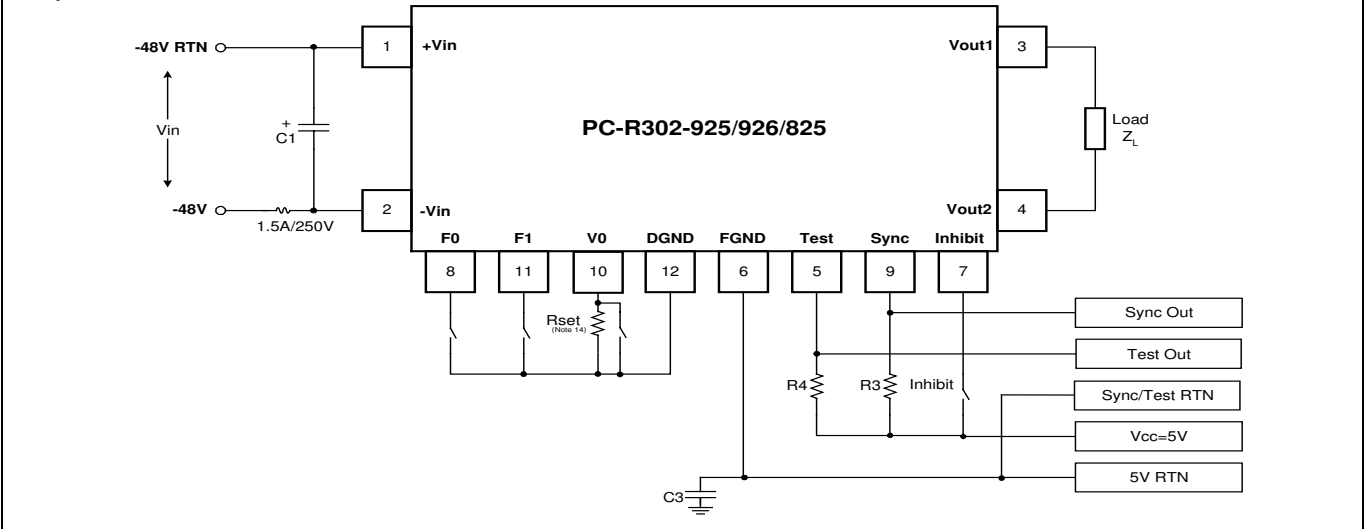 -48V RTN
1
+Vin
Vout1
3
Vin
+
C1
PC-R302-925/926/825
Load
ZL
-48V
1.5A/250V
2
-Vin
Vout2
4
F0
F1
V0
DGND
FGND
Test
Sync
Inhibit
8
11
10
12
6
5
9
7
Rset
(Note 14)
Sync Out
Test Out
R4
R3
Inhibit
Sync/Test RTN
Vcc=5V
C3
5V RTN